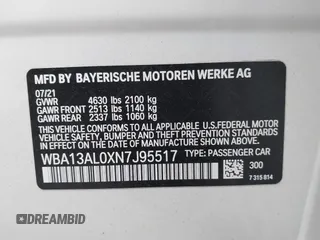 MFD BY BAYERISCHE MOTOREN WERKE AG
07/21
GVWR 4630 lbs 2100 kg
GAWR FRONT 2513 lbs 1140 kg
GAWR REAR 2337 lbs 1060 kg
THIS VEHICLE CONFORMS TO ALL APPLICABLE
U.S. FEDERAL MOTOR VEHICLE SAFETY, BUMPER,
AND THEFT PREVENTION STANDARDS IN EFFECT
ON THE DATE OF MANUFACTURE SHOWN ABOVE.
WBA13AL0XN7J95517 TYPE: PASSENGER CAR
300
7 315 814
DREAMBID